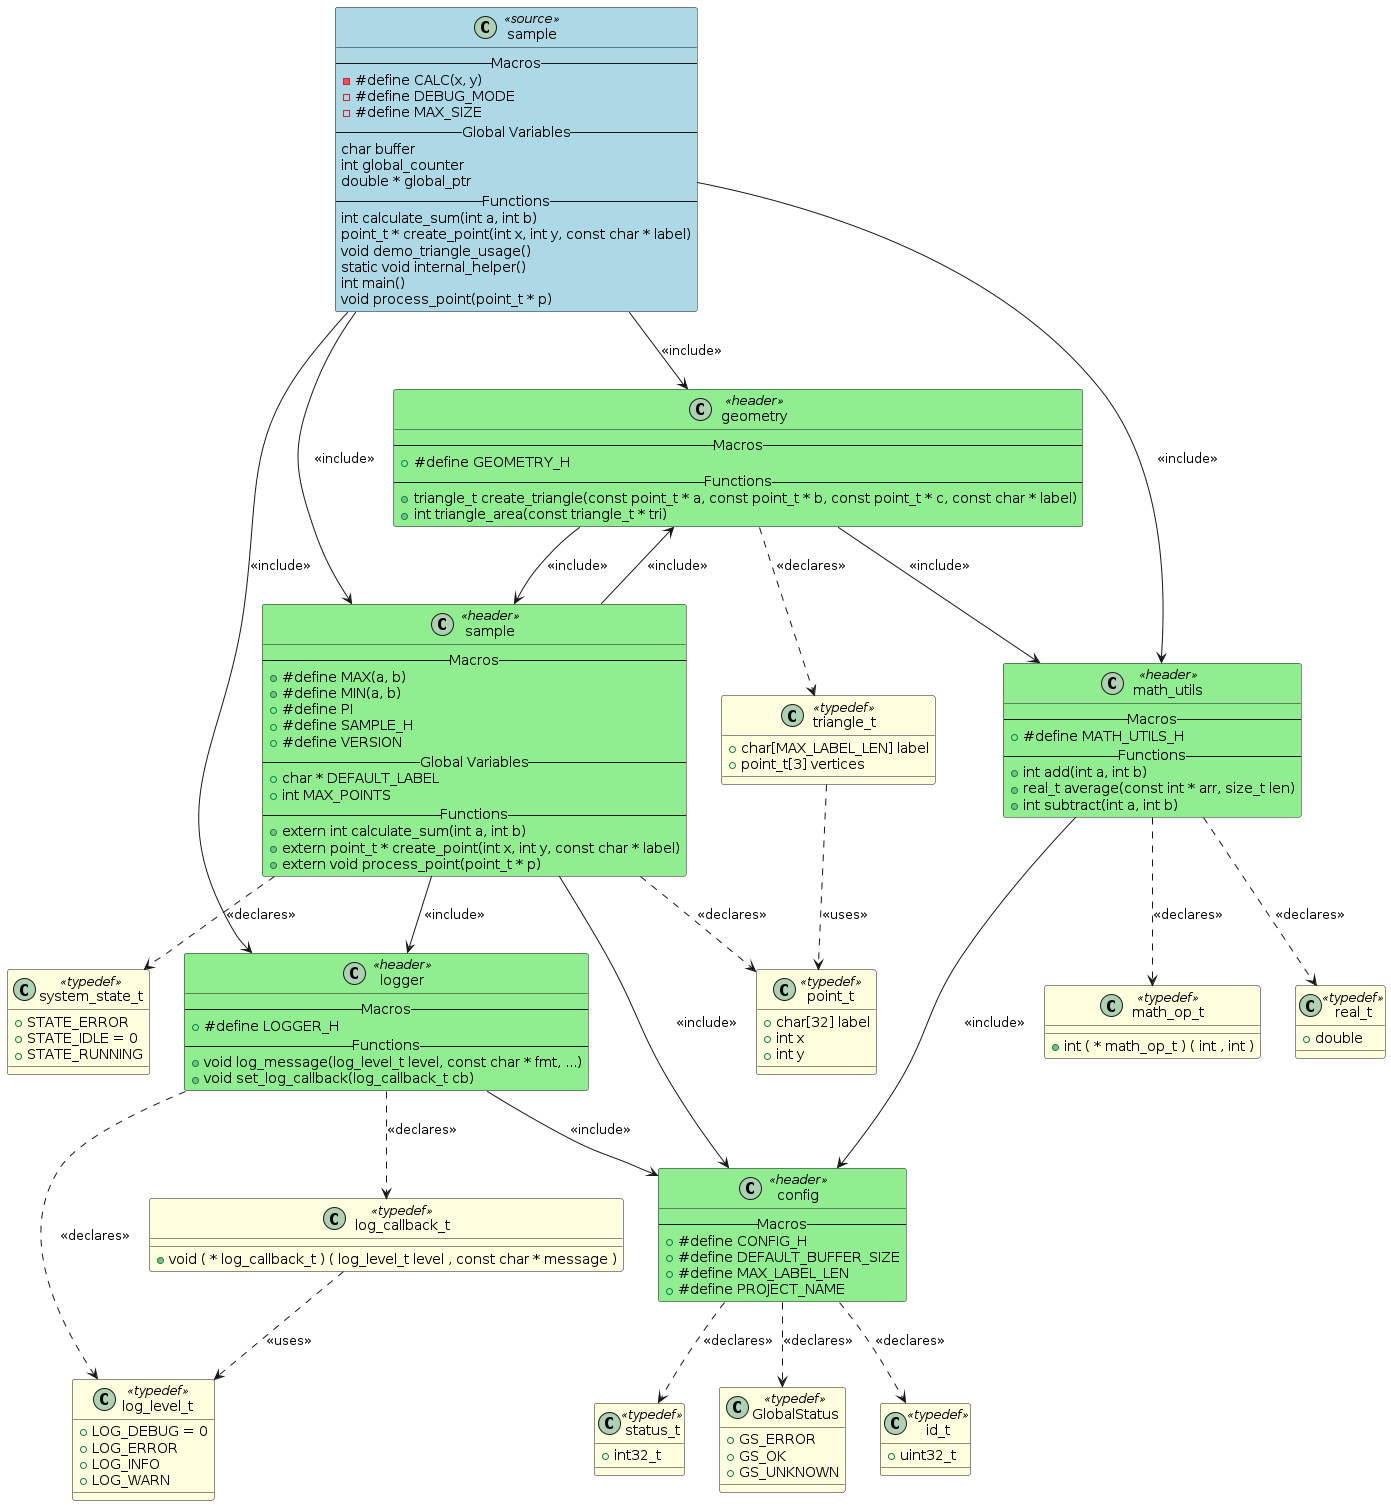 C
«source»
sample
Macros
#define CALC(x, y)
#define DEBUG_MODE
#define MAX_SIZE
Global Variables
char buffer
int global_counter
double * global_ptr
Functions
int calculate_sum(int a, int b)
point_t * create_point(int x, int y, const char * label)
void demo_triangle_usage()
static void internal_helper()
int main()
void process_point(point_t * p)
«include»
C
«header»
geometry
Macros
#define GEOMETRY_H
Functions
triangle_t create_triangle(const point_t * a, const point_t * b, const point_t * c, const char * label)
int triangle_area(const triangle_t * tri)
«include»
«include»
«include»
«include»
«include»
«declares»
«include»
C
«header»
sample
Macros
#define MAX(a, b)
#define MIN(a, b)
#define PI
#define SAMPLE_H
#define VERSION
Global Variables
char * DEFAULT_LABEL
int MAX_POINTS
Functions
extern int calculate_sum(int a, int b)
extern point_t * create_point(int x, int y, const char * label)
extern void process_point(point_t * p)
C
«typedef»
triangle_t
char[MAX_LABEL_LEN] label
point_t[3] vertices
C
«header»
math_utils
Macros
#define MATH_UTILS_H
Functions
int add(int a, int b)
real_t average(const int * arr, size_t len)
int subtract(int a, int b)
«declares»
«include»
«declares»
«uses»
«declares»
«declares»
C
«typedef»
system_state_t
STATE_ERROR
STATE_IDLE = 0
STATE_RUNNING
C
«header»
logger
Macros
#define LOGGER_H
Functions
void log_message(log_level_t level, const char * fmt, ...)
void set_log_callback(log_callback_t cb)
«include»
C
«typedef»
point_t
char[32] label
int x
int y
«include»
C
«typedef»
math_op_t
int ( * math_op_t ) ( int , int )
C
«typedef»
real_t
double
«declares»
«include»
«declares»
C
«typedef»
log_callback_t
void ( * log_callback_t ) ( log_level_t level , const char * message )
C
«header»
config
Macros
#define CONFIG_H
#define DEFAULT_BUFFER_SIZE
#define MAX_LABEL_LEN
#define PROJECT_NAME
«uses»
«declares»
«declares»
«declares»
C
«typedef»
log_level_t
LOG_DEBUG = 0
LOG_ERROR
LOG_INFO
LOG_WARN
C
«typedef»
status_t
int32_t
C
«typedef»
GlobalStatus
GS_ERROR
GS_OK
GS_UNKNOWN
C
«typedef»
id_t
uint32_t